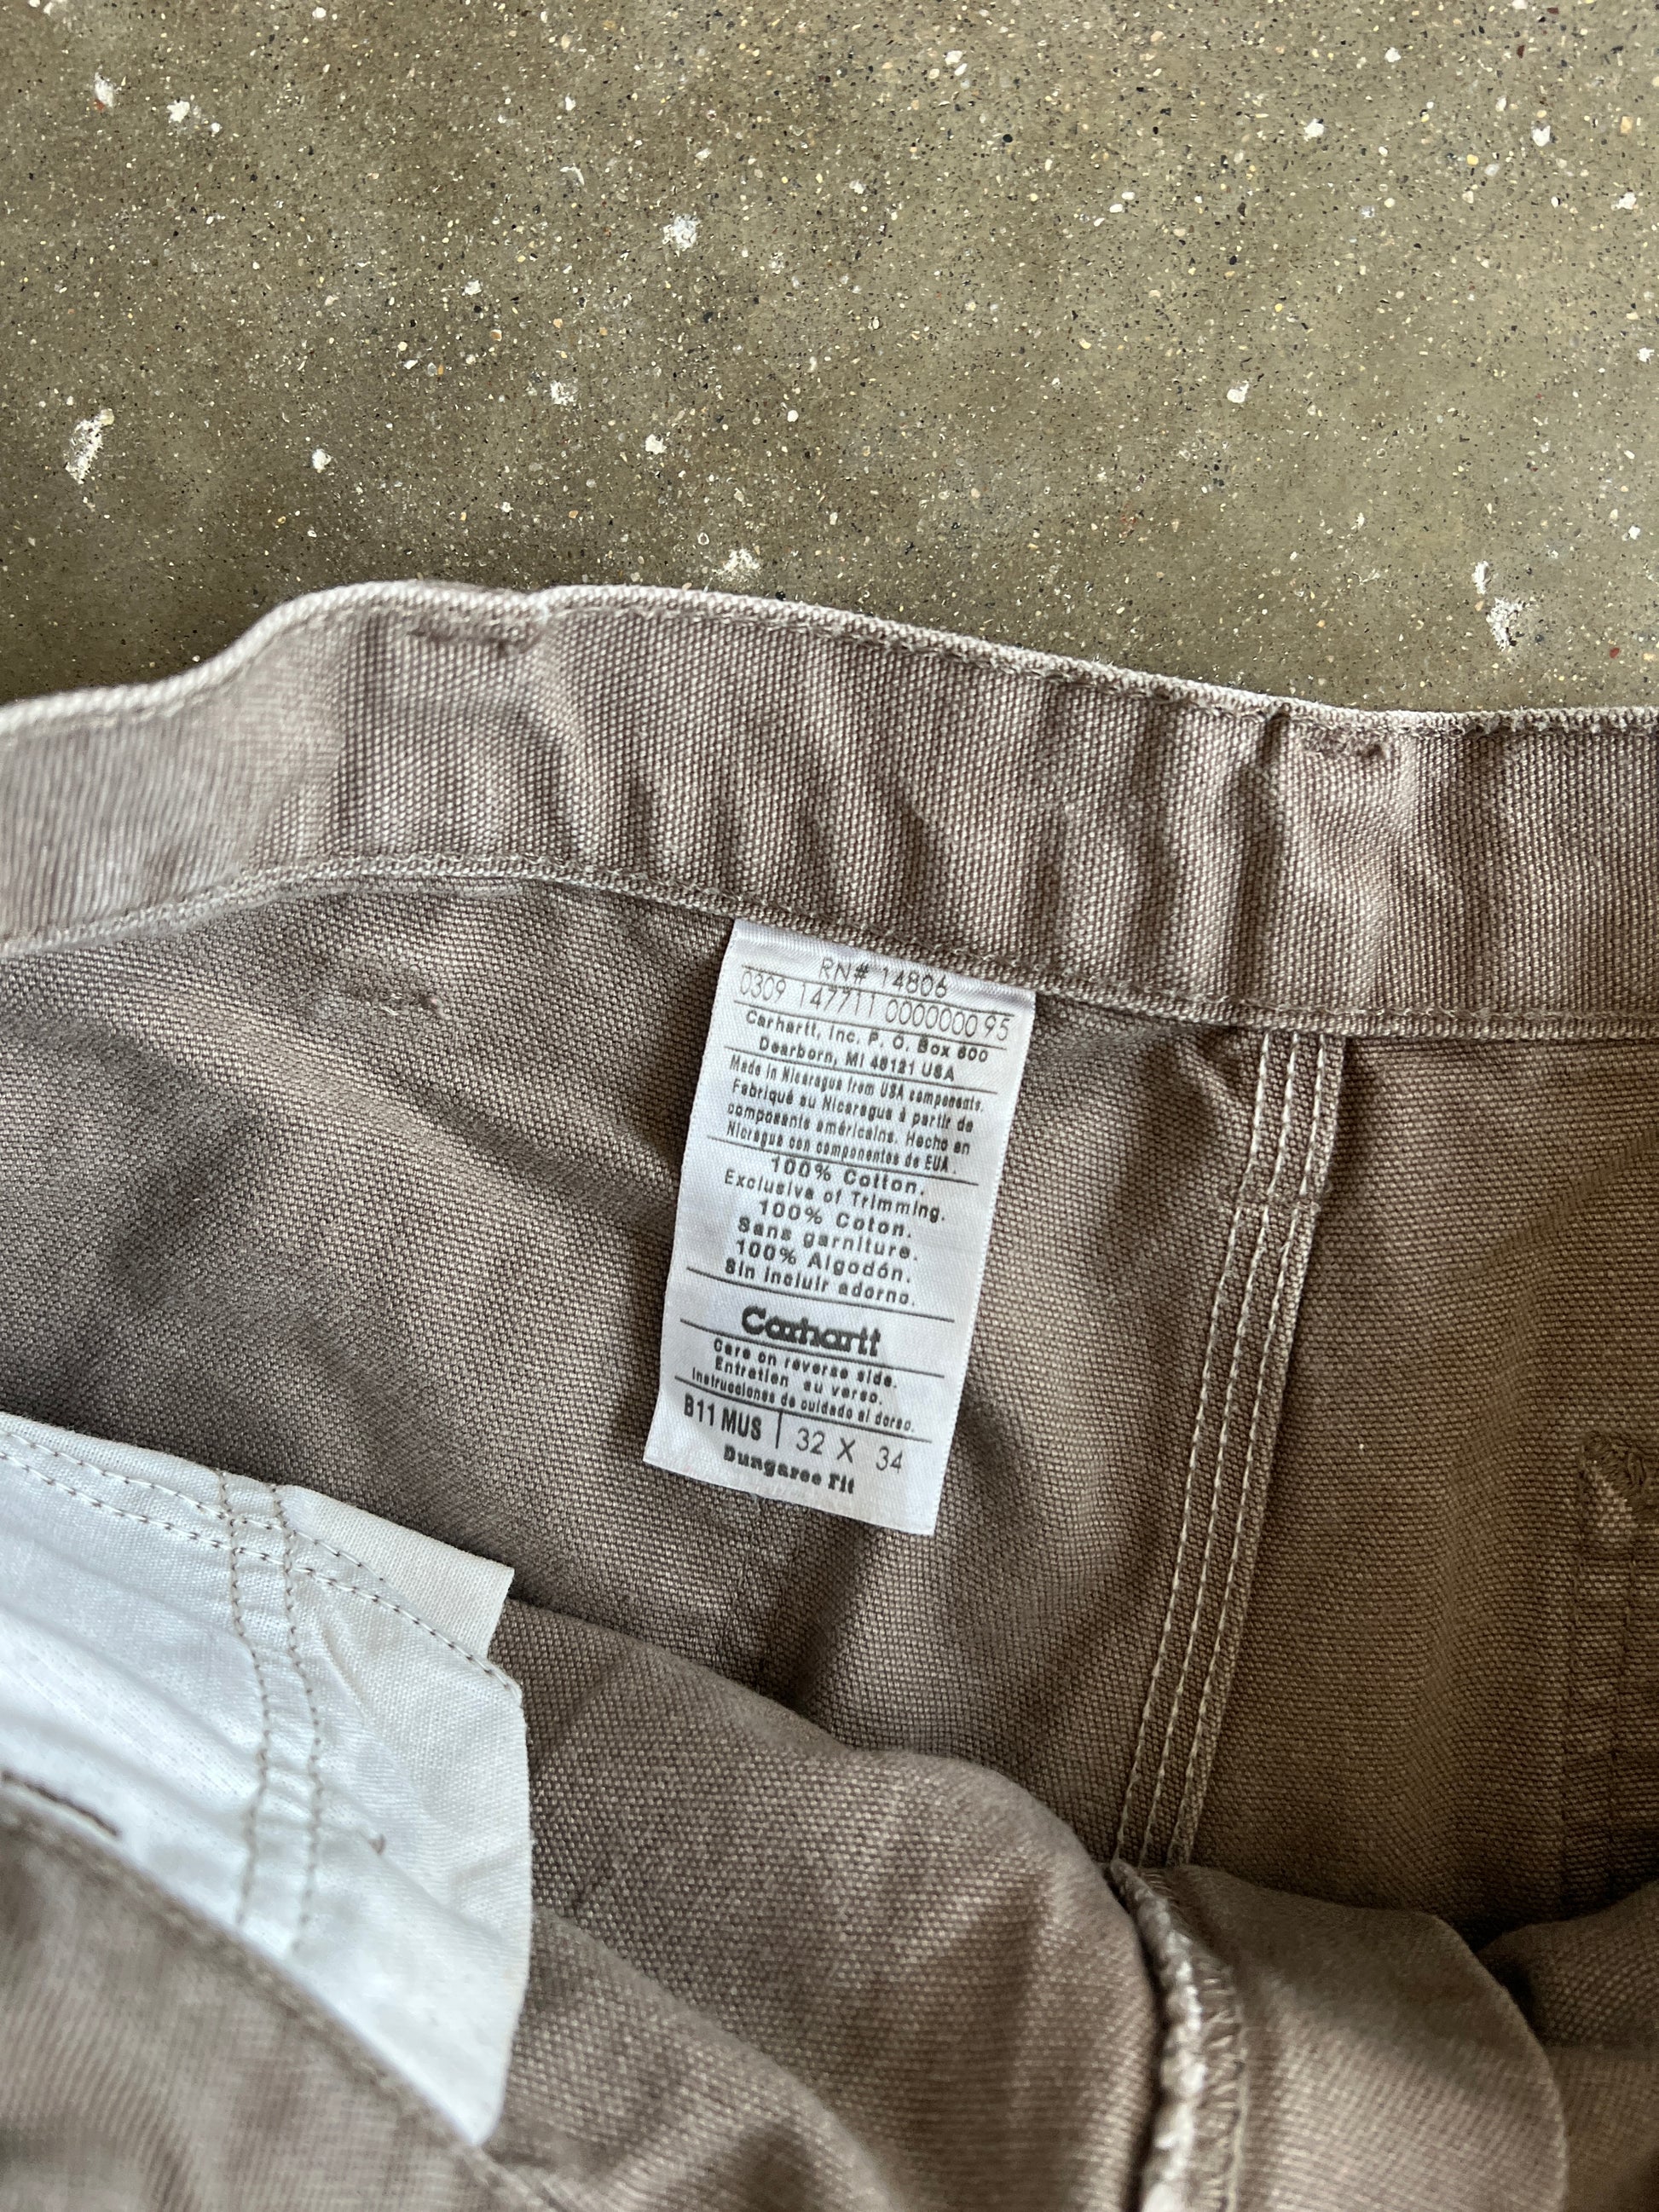 RN# 14806
0309 147711 0000000 95
Carhartt, Inc. P. O. Box 600
Dearborn, MI 48121 USA
Made in Nicaragua from USA components.
Fabriqué au Nicaragua à partir de
composants américains. Hecho en
Nicaragua con componentes de EUA.
100% Cotton.
Exclusive of Trimming.
100% Coton.
Sans garniture.
100% Algodón.
Sin incluir adorno.
Carhartt
Care on reverse side.
Entretien au verso.
Instrucciones de cuidado al dorso.
B11 MUS | 32 X 34
Dungaree Fit